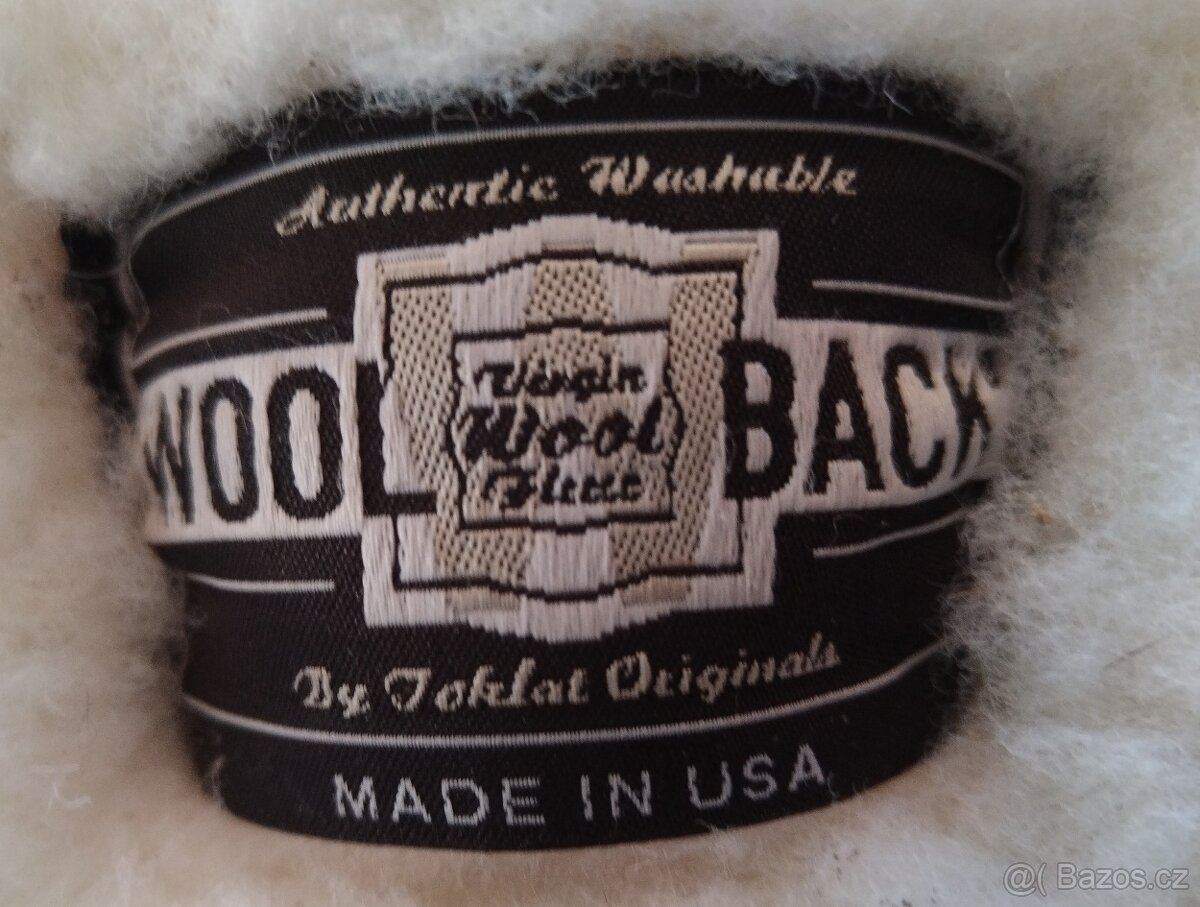 Authentic Washable
WOOL BACK
Virgin
Wool
Fleece
By Toklat Originals
MADE IN USA
@( Bazos.cz